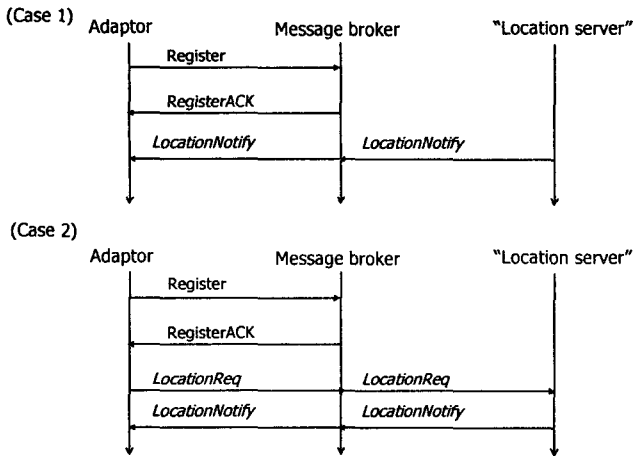 (Case 1)
Adaptor Message broker "Location server"
Register
RegisterACK
LocationNotify LocationNotify
(Case 2)
Adaptor Message broker "Location server"
Register
RegisterACK
LocationReq LocationReq
LocationNotify LocationNotify